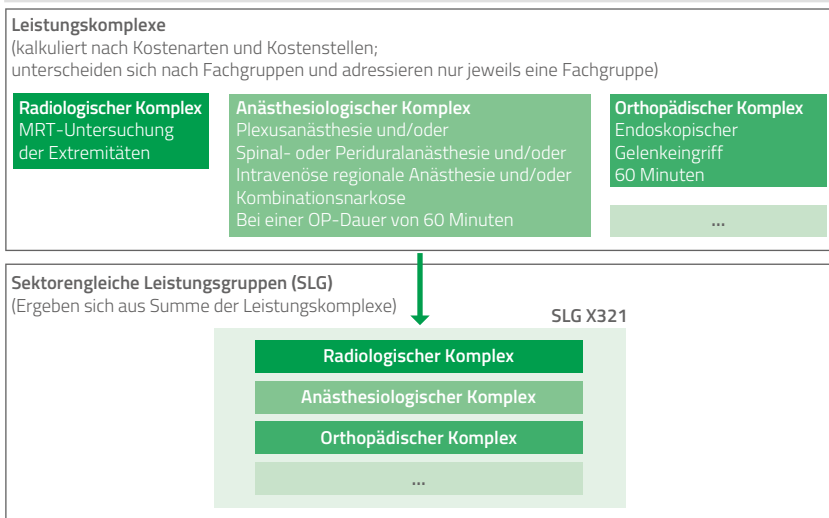 Leistungskomplexe
(kalkuliert nach Kostenarten und Kostenstellen;
unterscheiden sich nach Fachgruppen und adressieren nur jeweils eine Fachgruppe)
Radiologischer Komplex
MRT-Untersuchung
der Extremitäten
Anästhesiologischer Komplex
Plexusanästhesie und/oder
Spinal- oder Periduralanästhesie und/oder
Intravenöse regionale Anästhesie und/oder
Kombinationsnarkose
Bei einer OP-Dauer von 60 Minuten
Orthopädischer Komplex
Endoskopischer
Gelenkeingriff
60 Minuten
...
Sektorengleiche Leistungsgruppen (SLG)
(Ergeben sich aus Summe der Leistungskomplexe)
SLG X321
Radiologischer Komplex
Anästhesiologischer Komplex
Orthopädischer Komplex
...